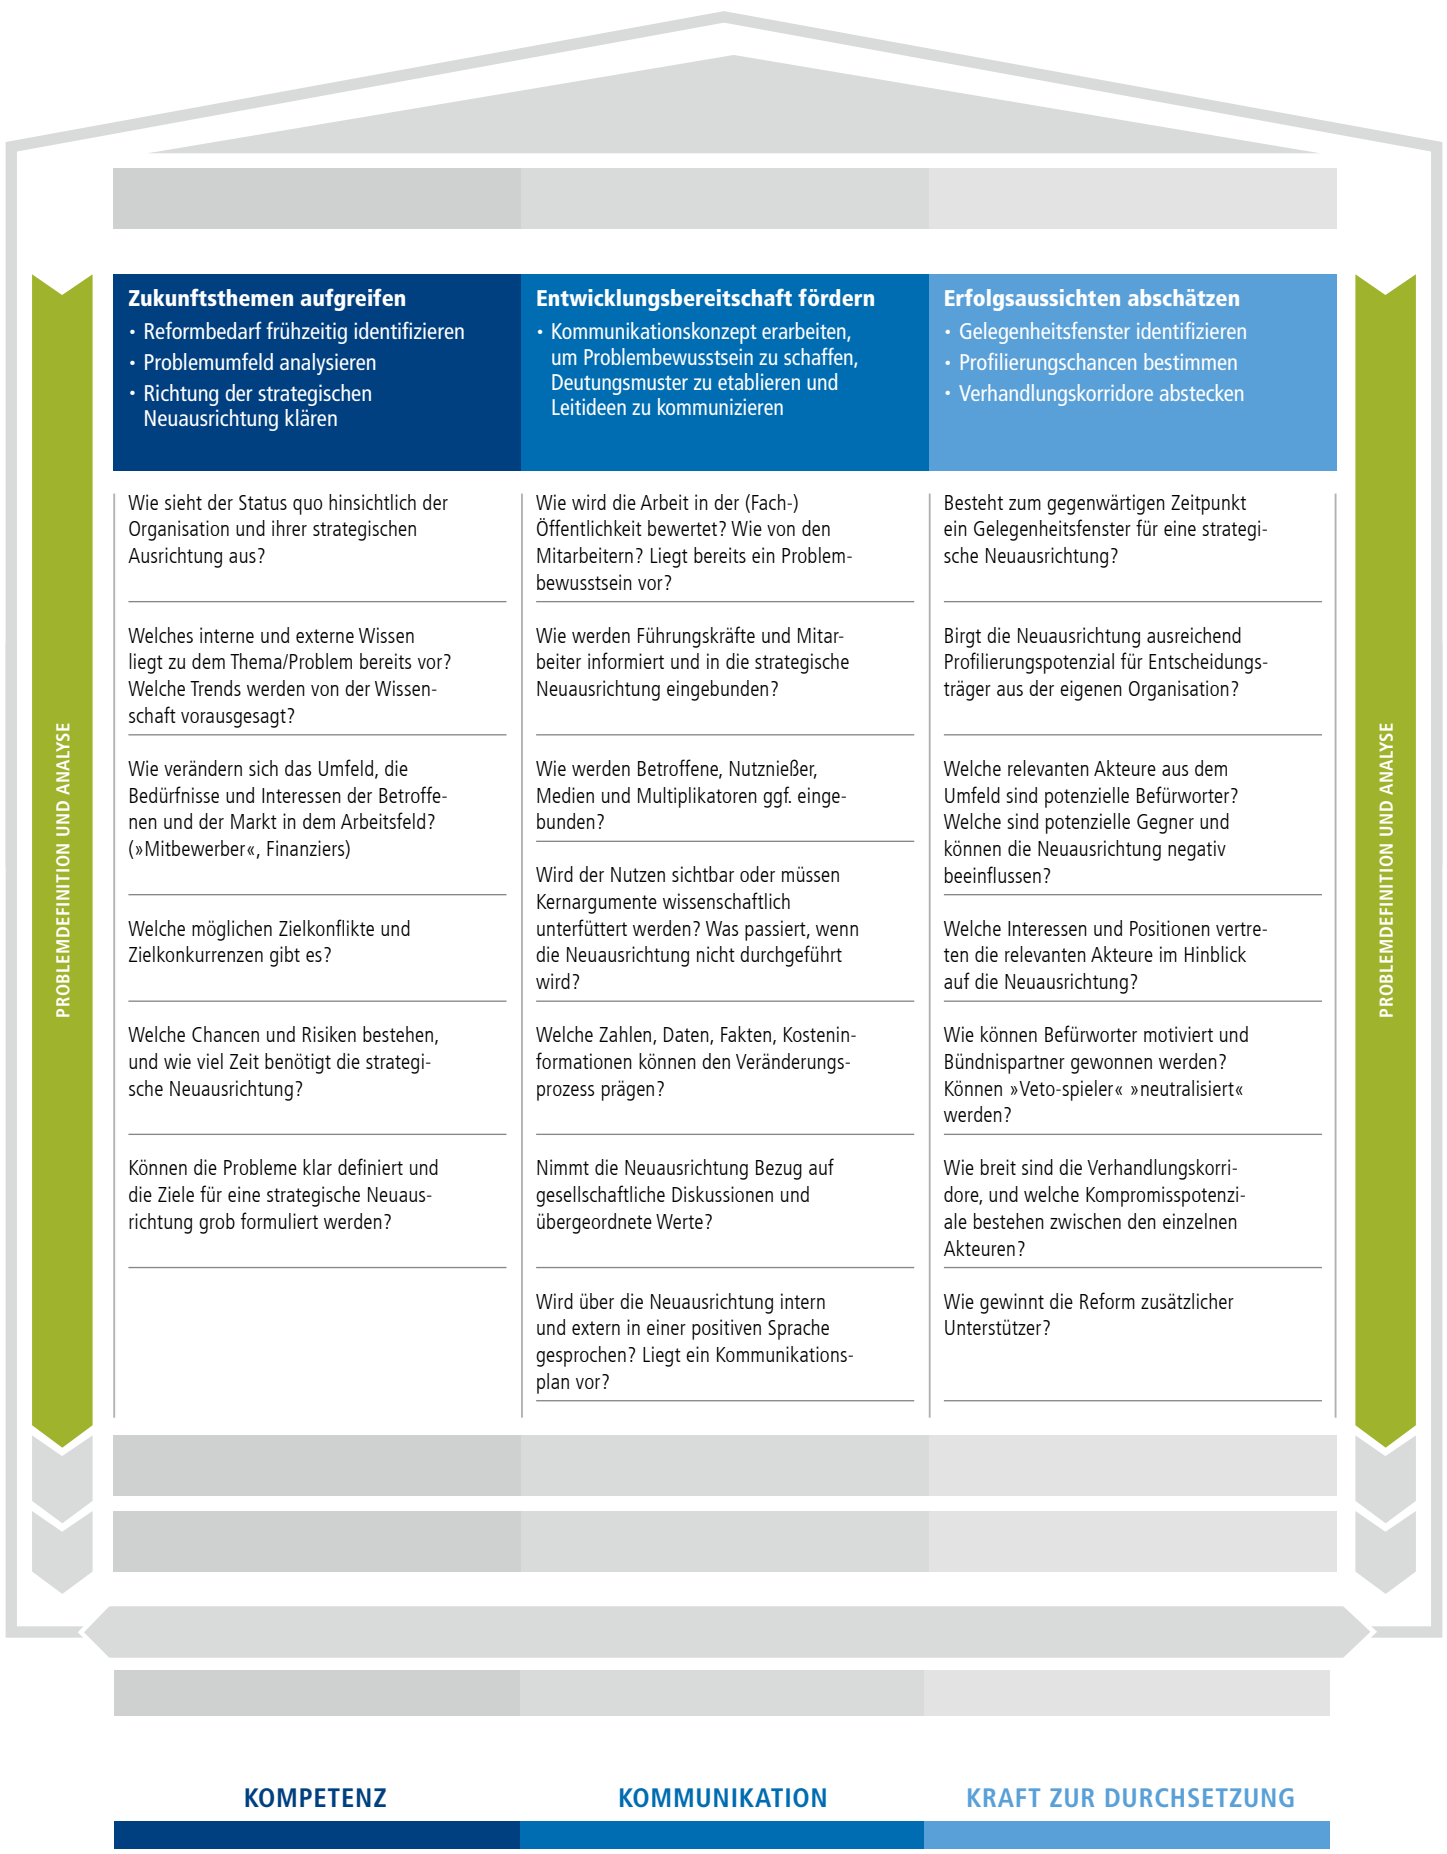 Zukunftsthemen aufgreifen
• Reformbedarf frühzeitig identifizieren
• Problemumfeld analysieren
• Richtung der strategischen
Neuausrichtung klären
Wie sieht der Status quo hinsichtlich der
Organisation und ihrer strategischen
Ausrichtung aus?
Welches interne und externe Wissen
liegt zu dem Thema/Problem bereits vor?
Welche Trends werden von der Wissen-
schaft vorausgesagt?
Wie verändern sich das Umfeld, die
Bedürfnisse und Interessen der Betroffe-
nen und der Markt in dem Arbeitsfeld?
(»Mitbewerber«, Finanziers)
Welche möglichen Zielkonflikte und
Zielkonkurrenzen gibt es?
Welche Chancen und Risiken bestehen,
und wie viel Zeit benötigt die strategi-
sche Neuausrichtung?
Können die Probleme klar definiert und
die Ziele für eine strategische Neuaus-
richtung grob formuliert werden?
Entwicklungsbereitschaft fördern
• Kommunikationskonzept erarbeiten,
um Problembewusstsein zu schaffen,
Deutungsmuster zu etablieren und
Leitideen zu kommunizieren
Wie wird die Arbeit in der (Fach-)
Öffentlichkeit bewertet? Wie von den
Mitarbeitern? Liegt bereits ein Problem-
bewusstsein vor?
Wie werden Führungskräfte und Mitar-
beiter informiert und in die strategische
Neuausrichtung eingebunden?
Wie werden Betroffene, Nutznießer,
Medien und Multiplikatoren ggf. einge-
bunden?
Wird der Nutzen sichtbar oder müssen
Kernargumente wissenschaftlich
unterfüttert werden? Was passiert, wenn
die Neuausrichtung nicht durchgeführt
wird?
Welche Zahlen, Daten, Fakten, Kostenin-
formationen können den Veränderungs-
prozess prägen?
Nimmt die Neuausrichtung Bezug auf
gesellschaftliche Diskussionen und
übergeordnete Werte?
Wird über die Neuausrichtung intern
und extern in einer positiven Sprache
gesprochen? Liegt ein Kommunikations-
plan vor?
Erfolgsaussichten abschätzen
• Gelegenheitsfenster identifizieren
• Profilierungschancen bestimmen
• Verhandlungskorridore abstecken
Besteht zum gegenwärtigen Zeitpunkt
ein Gelegenheitsfenster für eine strategi-
sche Neuausrichtung?
Birgt die Neuausrichtung ausreichend
Profilierungspotenzial für Entscheidungs-
träger aus der eigenen Organisation?
Welche relevanten Akteure aus dem
Umfeld sind potenzielle Befürworter?
Welche sind potenzielle Gegner und
können die Neuausrichtung negativ
beeinflussen?
Welche Interessen und Positionen vertre-
ten die relevanten Akteure im Hinblick
auf die Neuausrichtung?
Wie können Befürworter motiviert und
Bündnispartner gewonnen werden?
Können »Veto-spieler« »neutralisiert«
werden?
Wie breit sind die Verhandlungskorri-
dore, und welche Kompromisspotenzi-
ale bestehen zwischen den einzelnen
Akteuren?
Wie gewinnt die Reform zusätzlicher
Unterstützer?
PROBLEMDEFINITION UND ANALYSE
PROBLEMDEFINITION UND ANALYSE
KOMPETENZ
KOMMUNIKATION
KRAFT ZUR DURCHSETZUNG